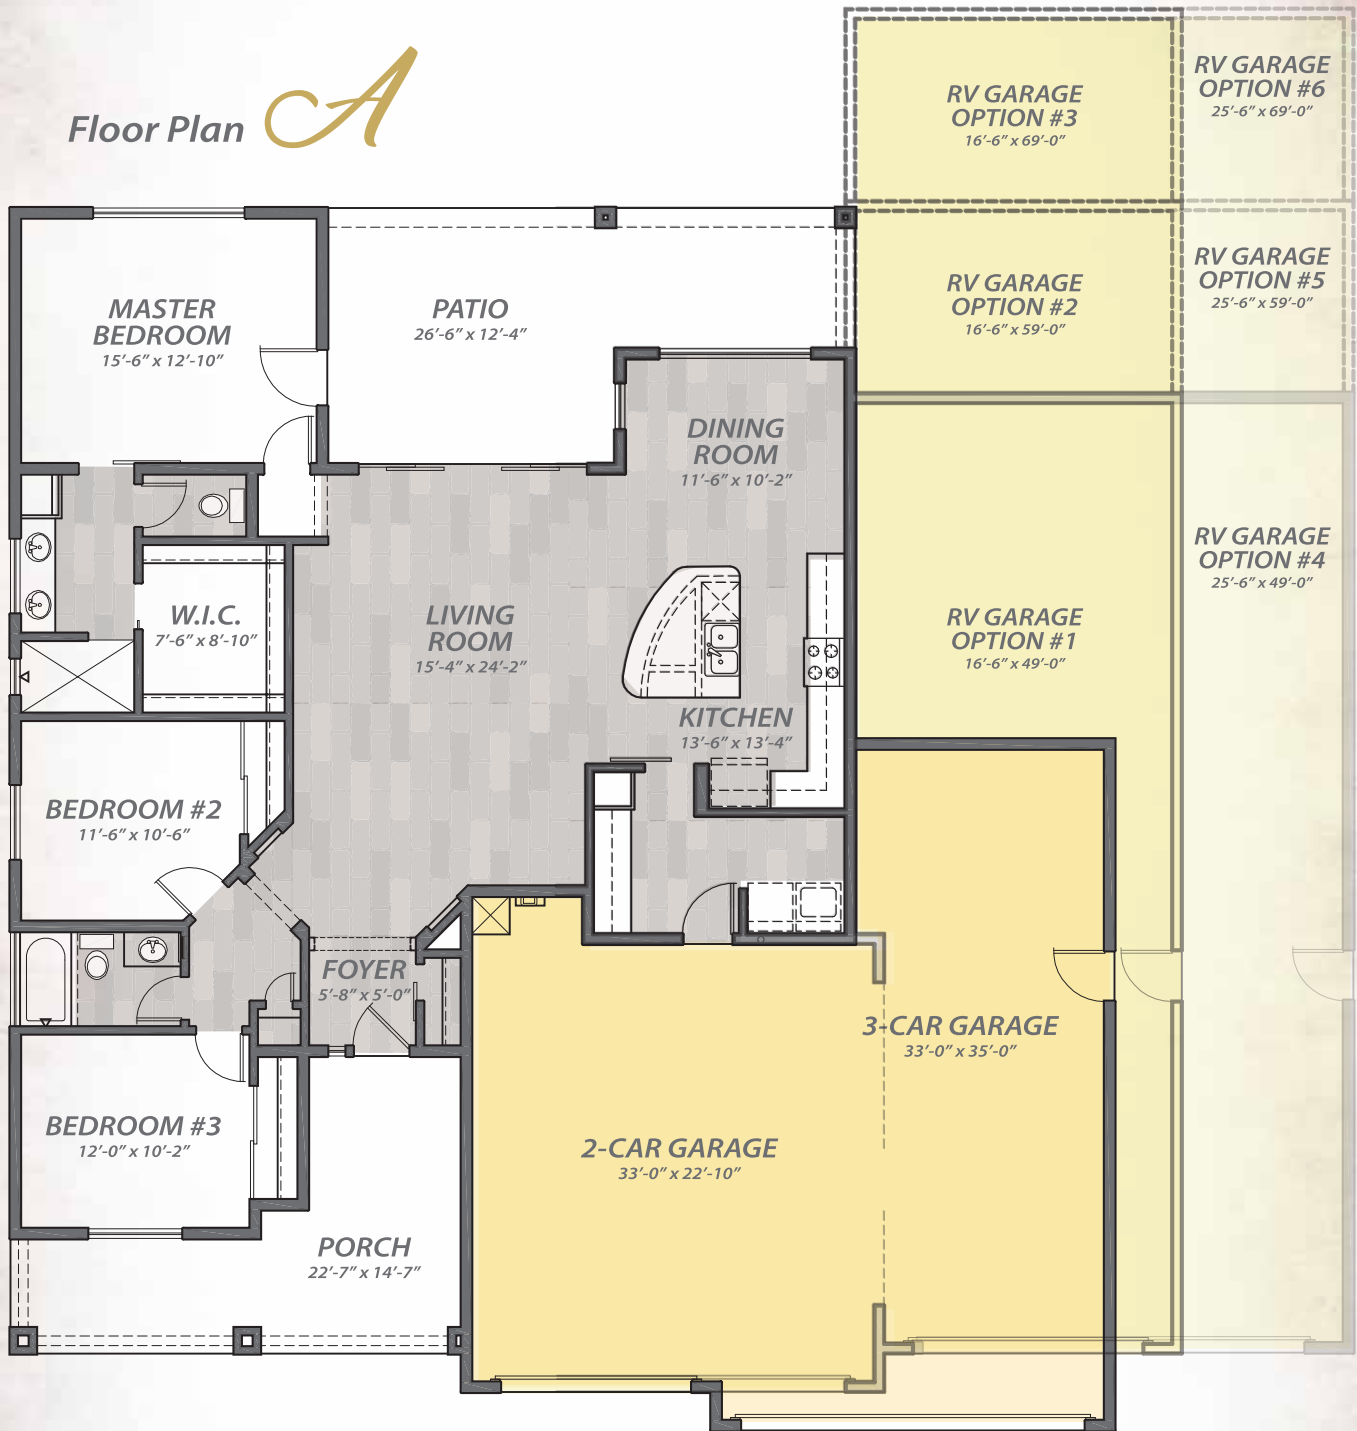 Floor Plan A
RV GARAGE
OPTION #3
16'-6" x 69'-0"
RV GARAGE
OPTION #6
25'-6" x 69'-0"
MASTER
BEDROOM
15'-6" x 12'-10"
PATIO
26'-6" x 12'-4"
RV GARAGE
OPTION #2
16'-6" x 59'-0"
RV GARAGE
OPTION #5
25'-6" x 59'-0"
DINING
ROOM
11'-6" x 10'-2"
RV GARAGE
OPTION #4
25'-6" x 49'-0"
W.I.C.
7'-6" x 8'-10"
LIVING
ROOM
15'-4" x 24'-2"
RV GARAGE
OPTION #1
16'-6" x 49'-0"
KITCHEN
13'-6" x 13'-4"
BEDROOM #2
11'-6" x 10'-6"
FOYER
5'-8" x 5'-0"
3-CAR GARAGE
33'-0" x 35'-0"
BEDROOM #3
12'-0" x 10'-2"
2-CAR GARAGE
33'-0" x 22'-10"
PORCH
22'-7" x 14'-7"